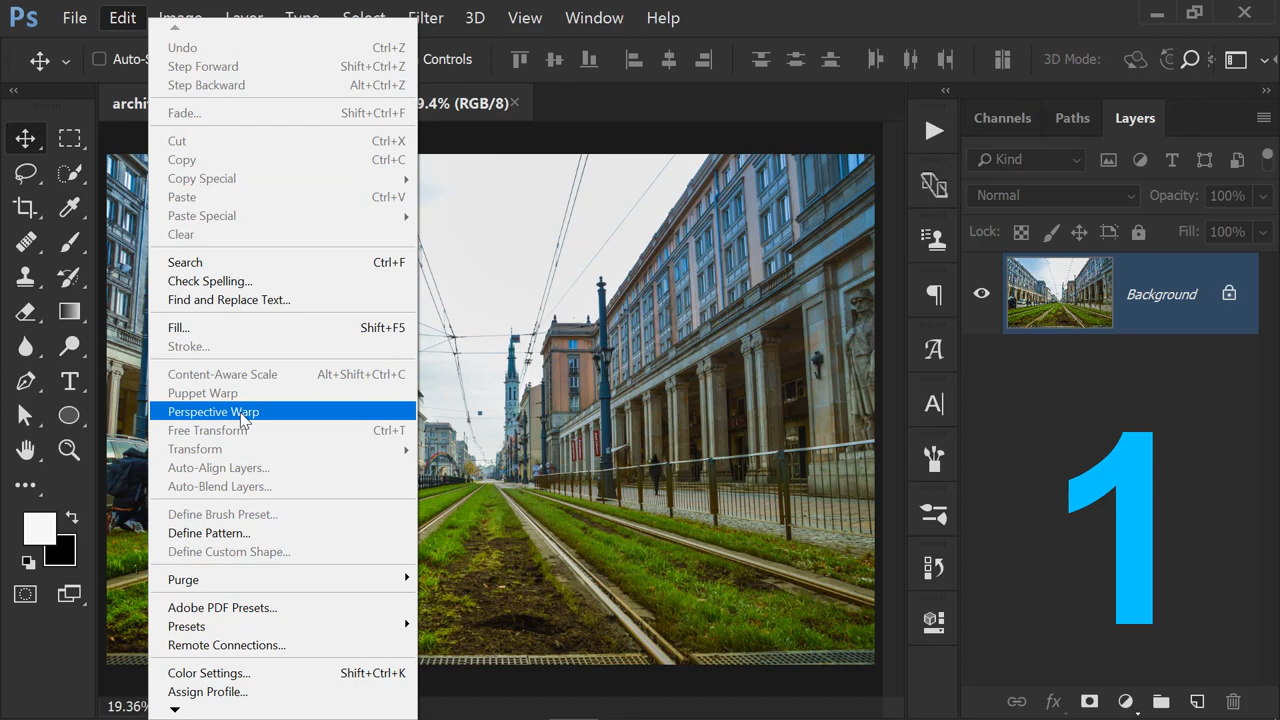 Ps File Edit Filter 3D View Window Help
Controls 3D Mode:
archi 9.4% (RGB/8)
Undo Ctrl+Z
Step Forward Shift+Ctrl+Z
Step Backward Alt+Ctrl+Z
Fade... Shift+Ctrl+F
Cut Ctrl+X
Copy Ctrl+C
Copy Special
Paste Ctrl+V
Paste Special
Clear
Search Ctrl+F
Check Spelling...
Find and Replace Text...
Fill... Shift+F5
Stroke...
Content-Aware Scale Alt+Shift+Ctrl+C
Puppet Warp
Perspective Warp
Free Transform Ctrl+T
Transform
Auto-Align Layers...
Auto-Blend Layers...
Define Brush Preset...
Define Pattern...
Define Custom Shape...
Purge
Adobe PDF Presets...
Presets
Remote Connections...
Color Settings... Shift+Ctrl+K
Assign Profile...
19.36%
Channels Paths Layers
Kind
Normal Opacity: 100%
Lock: Fill: 100%
Background
1